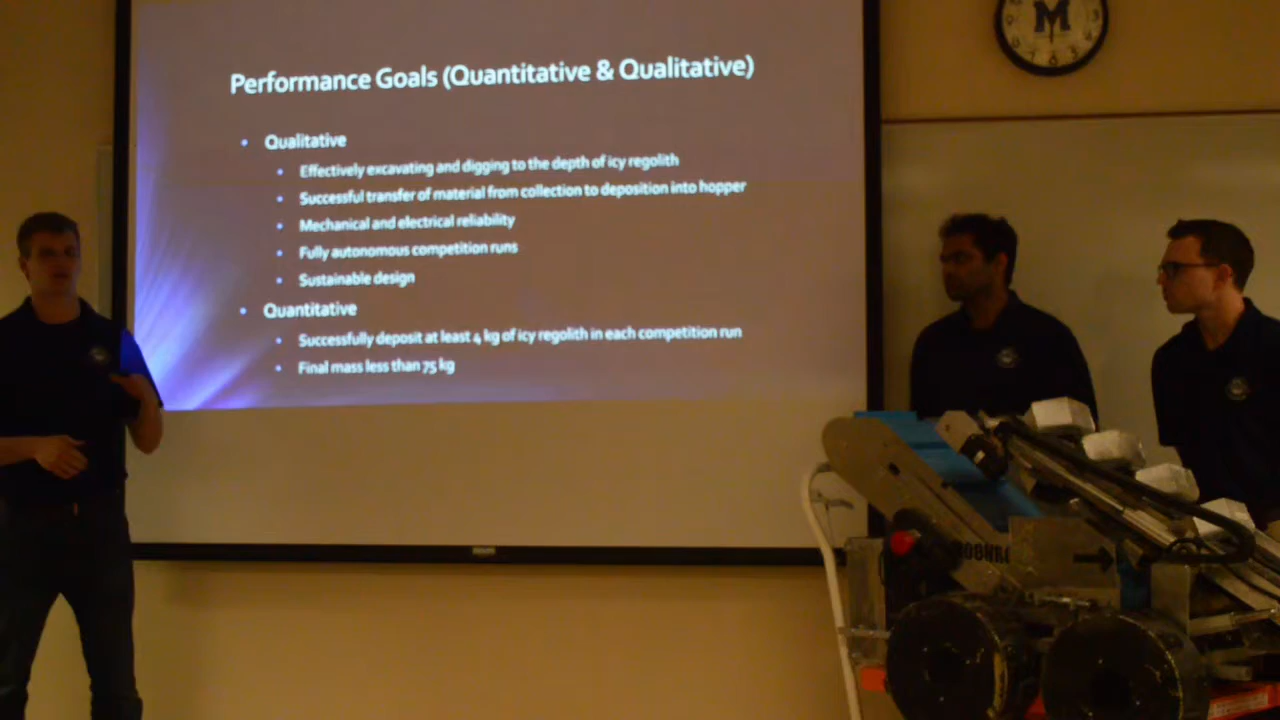 M
Performance Goals (Quantitative & Qualitative)
• Qualitative
• Effectively excavating and digging to the depth of icy regolith
• Successful transfer of material from collection to deposition into hopper
• Mechanical and electrical reliability
• Fully autonomous competition runs
• Sustainable design
• Quantitative
• Successfully deposit at least 4 kg of icy regolith in each competition run
• Final mass less than 75 kg